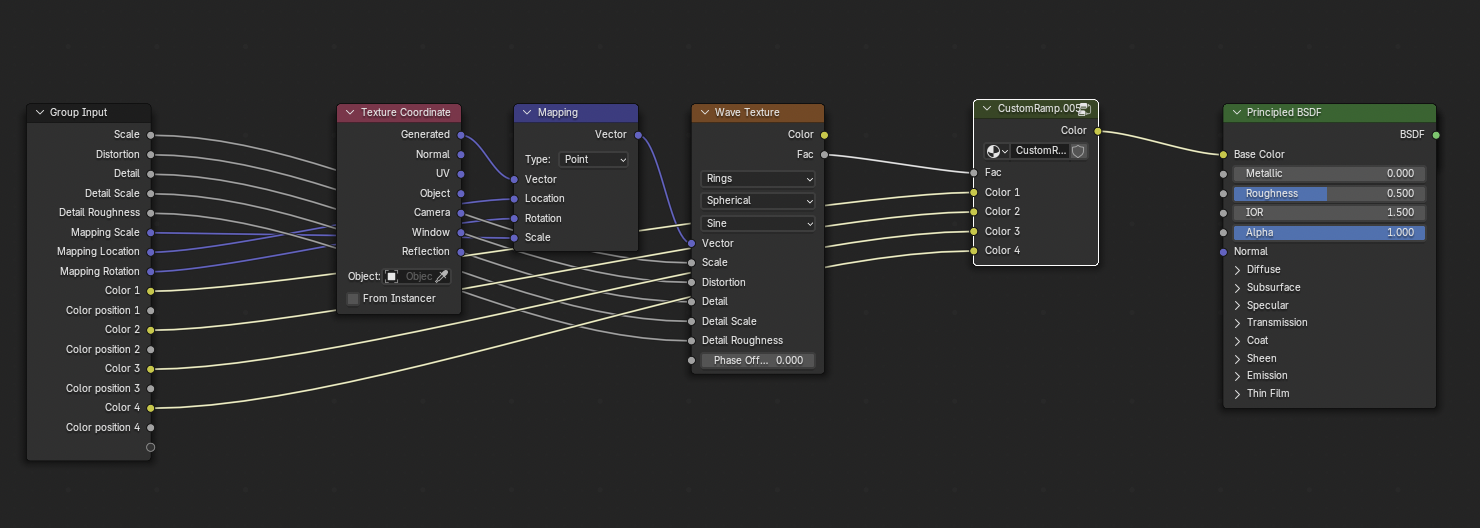 Group Input
Scale
Distortion
Detail
Detail Scale
Detail Roughness
Mapping Scale
Mapping Location
Mapping Rotation
Color 1
Color position 1
Color 2
Color position 2
Color 3
Color position 3
Color 4
Color position 4
Texture Coordinate
Generated
Normal
UV
Object
Camera
Window
Reflection
Object: Objec
From Instancer
Mapping
Vector
Type: Point
Vector
Location
Rotation
Scale
Wave Texture
Color
Fac
Rings
Spherical
Sine
Vector
Scale
Distortion
Detail
Detail Scale
Detail Roughness
Phase Off... 0.000
CustomRamp.005
Color
CustomR...
Fac
Color 1
Color 2
Color 3
Color 4
Principled BSDF
BSDF
Base Color
Metallic 0.000
Roughness 0.500
IOR 1.500
Alpha 1.000
Normal
Diffuse
Subsurface
Specular
Transmission
Coat
Sheen
Emission
Thin Film